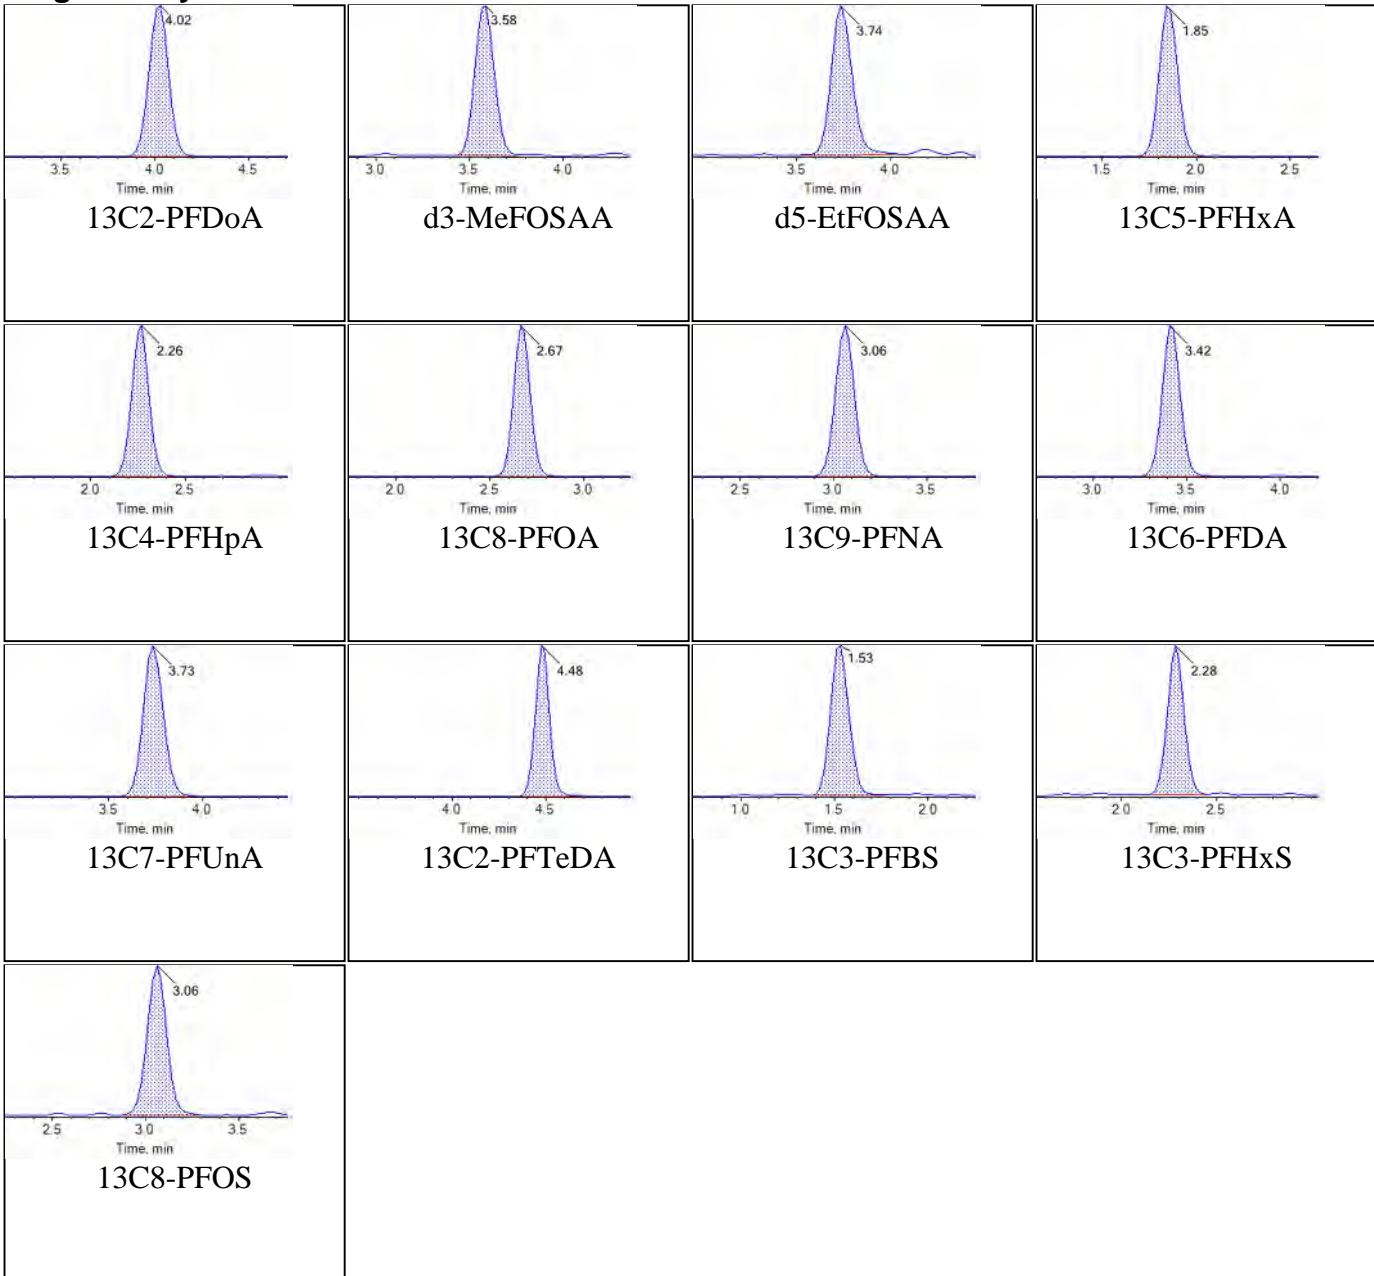 4.02
3.5 4.0 4.5
Time, min
13C2-PFDoA
3.58
3.0 3.5 4.0
Time, min
d3-MeFOSAA
3.74
3.5 4.0
Time, min
d5-EtFOSAA
1.85
1.5 2.0 2.5
Time, min
13C5-PFHxA
2.26
2.0 2.5
Time, min
13C4-PFHpA
2.67
2.0 2.5 3.0
Time, min
13C8-PFOA
3.06
2.5 3.0 3.5
Time, min
13C9-PFNA
3.42
3.0 3.5 4.0
Time, min
13C6-PFDA
3.73
3.5 4.0
Time, min
13C7-PFUnA
4.48
4.0 4.5
Time, min
13C2-PFTeDA
1.53
1.0 1.5 2.0
Time, min
13C3-PFBS
2.28
2.0 2.5
Time, min
13C3-PFHxS
3.06
2.5 3.0 3.5
Time, min
13C8-PFOS